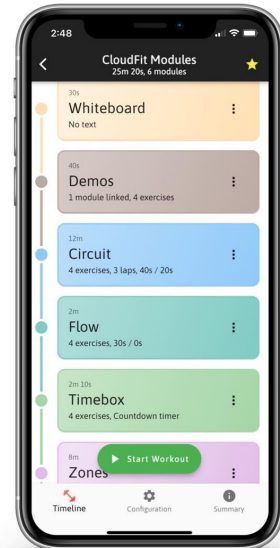 2:48
CloudFit Modules
25m 20s, 6 modules
30s
Whiteboard
No text
40s
Demos
1 module linked, 4 exercises
12m
Circuit
4 exercises, 3 laps, 40s / 20s
2m
Flow
4 exercises, 30s / 0s
2m 10s
Timebox
4 exercises, Countdown timer
8m
Zones
Start Workout
Timeline
Configuration
Summary